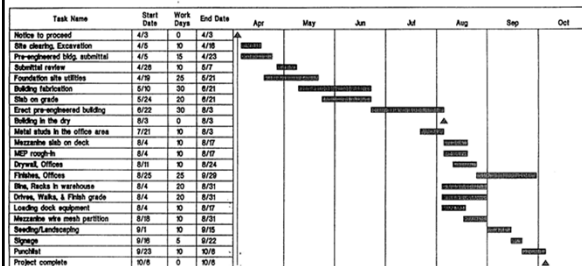 Task Name Start Date Work Days End Date Apr May Jun Jul Aug Sep Oct
Notice to proceed 4/3 0 4/3
Site clearing, Excavation 4/5 10 4/16
Pre-engineered bldg. submittal 4/5 15 4/23
Submittal review 4/26 10 5/7
Foundation site utilities 4/19 25 5/21
Building fabrication 5/10 30 6/21
Slab on grade 5/24 20 6/21
Erect pre-engineered building 6/22 30 8/3
Building in the dry 8/3 0 8/3
Metal studs in the office area 7/21 10 8/3
Mezzanine slab on deck 8/4 10 8/17
MEP rough-in 8/4 10 8/17
Drywall, Offices 8/11 10 8/24
Finishes, Offices 8/25 25 9/29
Bins, Racks in warehouse 8/4 20 8/31
Drives, Walks, & Finish grade 8/4 20 8/31
Loading dock equipment 8/4 10 8/17
Mezzanine wire mesh partition 8/18 10 8/31
Seeding/Landscaping 9/1 10 9/15
Signage 9/16 5 9/22
Punchlist 9/23 10 10/6
Project complete 10/6 0 10/6